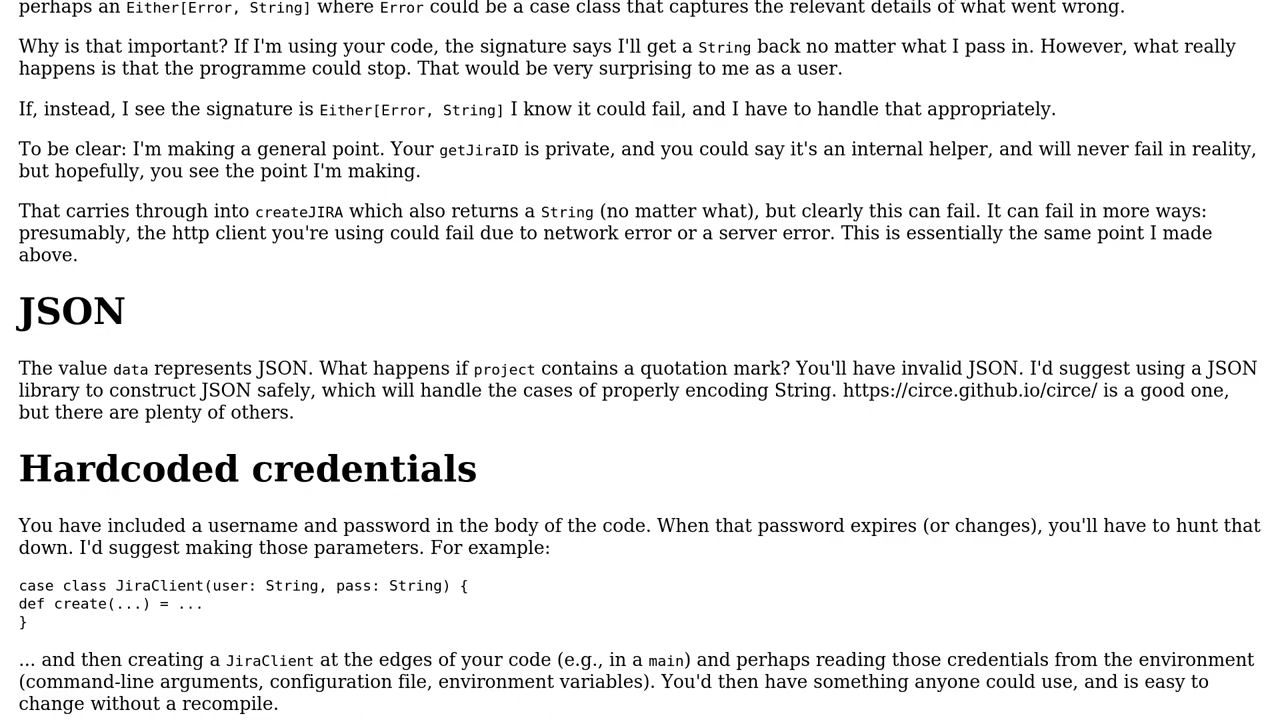 perhaps an Either[Error, String] where Error could be a case class that captures the relevant details of what went wrong.
Why is that important? If I'm using your code, the signature says I'll get a String back no matter what I pass in. However, what really
happens is that the programme could stop. That would be very surprising to me as a user.
If, instead, I see the signature is Either[Error, String] I know it could fail, and I have to handle that appropriately.
To be clear: I'm making a general point. Your getJiraID is private, and you could say it's an internal helper, and will never fail in reality,
but hopefully, you see the point I'm making.
That carries through into createJIRA which also returns a String (no matter what), but clearly this can fail. It can fail in more ways:
presumably, the http client you're using could fail due to network error or a server error. This is essentially the same point I made
above.
JSON
The value data represents JSON. What happens if project contains a quotation mark? You'll have invalid JSON. I'd suggest using a JSON
library to construct JSON safely, which will handle the cases of properly encoding String. https://circe.github.io/circe/ is a good one,
but there are plenty of others.
Hardcoded credentials
You have included a username and password in the body of the code. When that password expires (or changes), you'll have to hunt that
down. I'd suggest making those parameters. For example:
case class JiraClient(user: String, pass: String) {
def create(...) = ...
}
... and then creating a JiraClient at the edges of your code (e.g., in a main) and perhaps reading those credentials from the environment
(command-line arguments, configuration file, environment variables). You'd then have something anyone could use, and is easy to
change without a recompile.